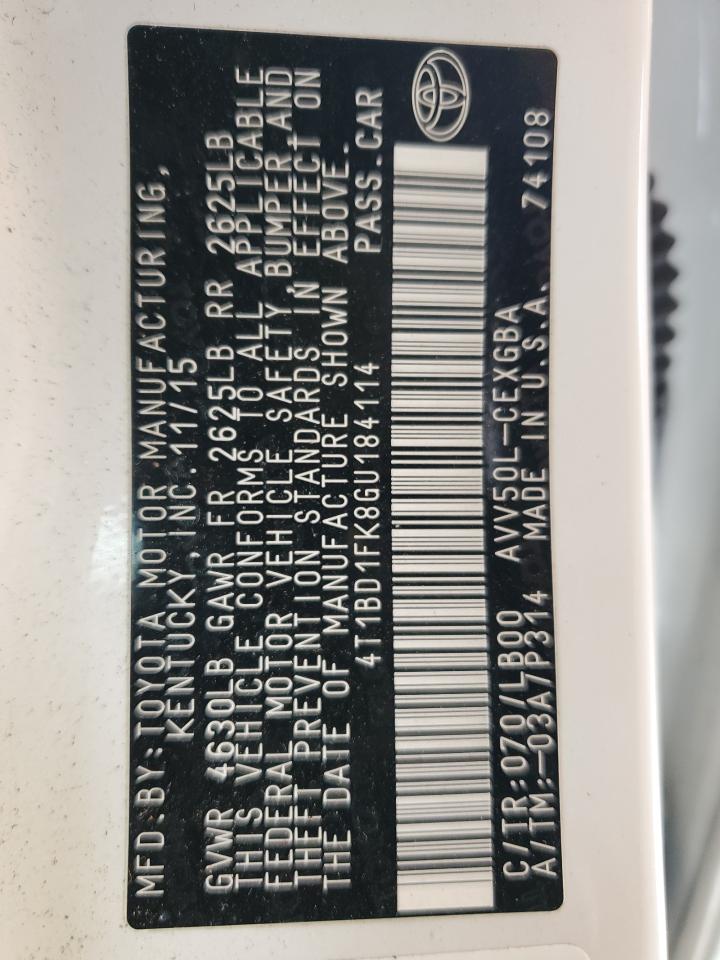 MFD.BY:TOYOTA MOTOR MANUFACTURING,
KENTUCKY,INC. 11/15
GVWR 4630LB GAWR FR 2625LB RR 2625LB
THIS VEHICLE CONFORMS TO ALL APPLICABLE
FEDERAL MOTOR VEHICLE SAFETY,BUMPER,AND
THEFT PREVENTION STANDARDS IN EFFECT ON
THE DATE OF MANUFACTURE SHOWN ABOVE.
4T1BD1FK8GU184114 PASS.CAR
C/TR:070/LB00 AVV50L-CEXGBA
A/TM:-03A/P314 MADE IN U.S.A. 74108